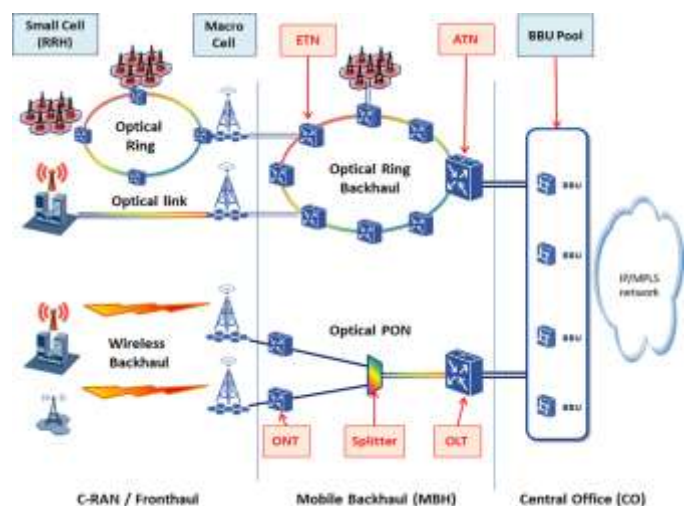 Small Cell
(RRH)
Macro
Cell
ETN
ATN
BBU Pool
Optical
Ring
Optical Ring
Backhaul
Optical link
BBU
BBU
IP/MPLS
network
Wireless
Backhaul
Optical PON
BBU
BBU
ONT
Splitter
OLT
C-RAN / Fronthaul
Mobile Backhaul (MBH)
Central Office (CO)